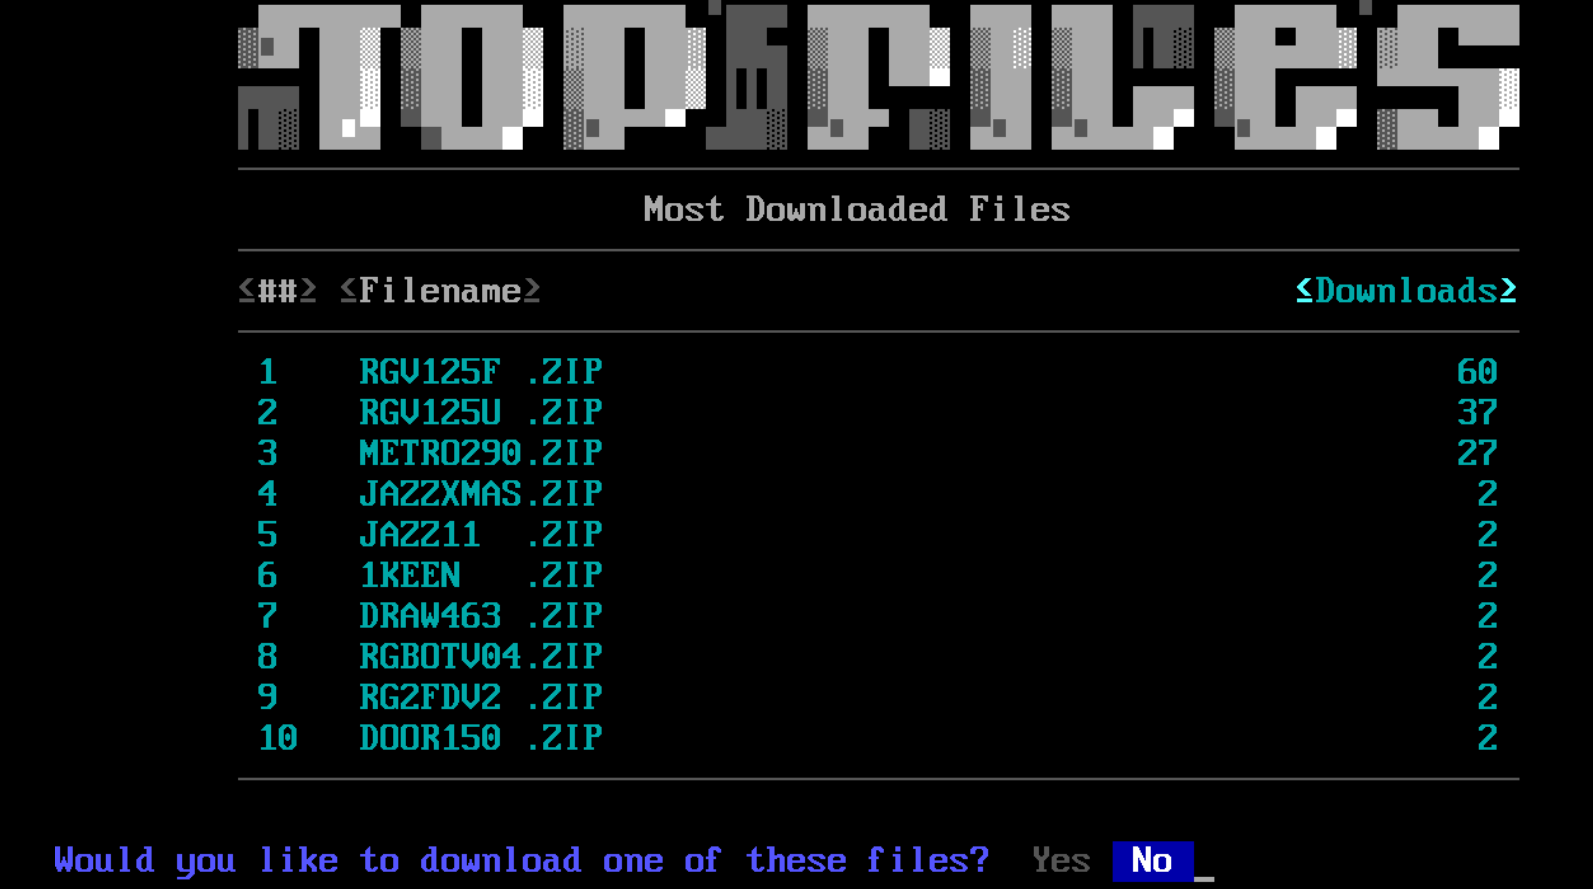 TOP FILES
Most Downloaded Files
<##> <Filename> <Downloads>
1 RGV125F .ZIP 60
2 RGV125U .ZIP 37
3 METRO290.ZIP 27
4 JAZZXMAS.ZIP 2
5 JAZZ11 .ZIP 2
6 1KEEN .ZIP 2
7 DRAW463 .ZIP 2
8 RGBOTV04.ZIP 2
9 RG2FDV2 .ZIP 2
10 DOOR150 .ZIP 2
Would you like to download one of these files? Yes No_